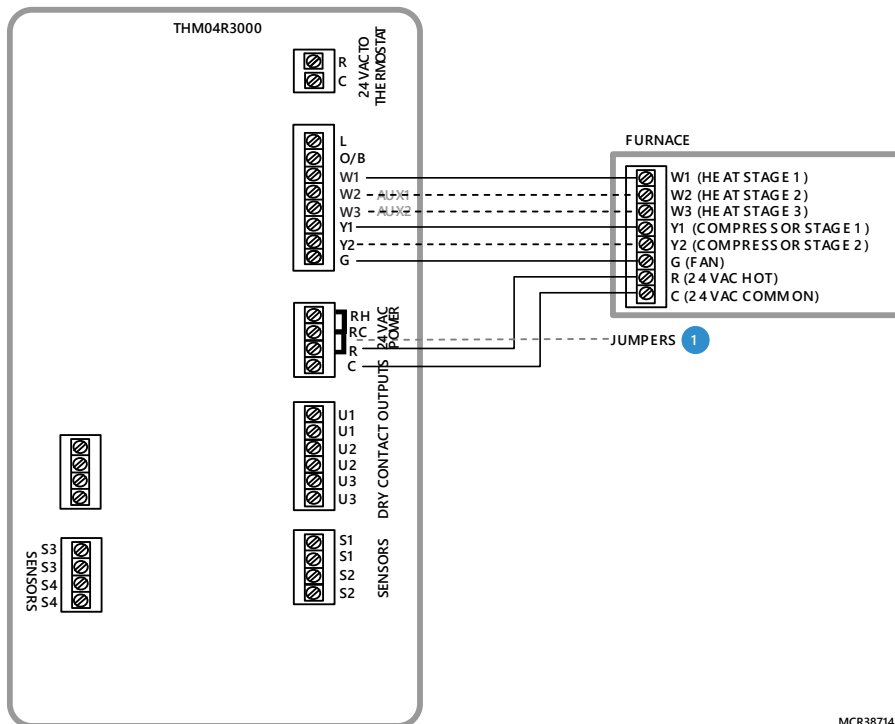 THM04R3000
R
C
24 VAC TO
THERMOSTAT
L
O/B
W1
W2 AUX1
W3 AUX2
Y1
Y2
G
FURNACE
W1 (HEAT STAGE 1)
W2 (HEAT STAGE 2)
W3 (HEAT STAGE 3)
Y1 (COMPRESSOR STAGE 1)
Y2 (COMPRESSOR STAGE 2)
G (FAN)
R (24 VAC HOT)
C (24 VAC COMMON)
RH
RC
R
C
24 VAC
POWER
JUMPERS 1
U1
U1
U2
U2
U3
U3
DRY CONTACT OUTPUTS
S1
S1
S2
S2
SENSORS
S3
S3
S4
S4
SENSORS
MCR38714